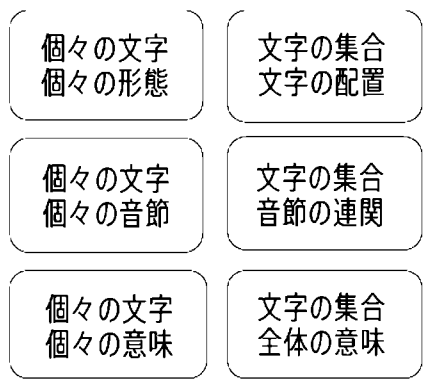 個々の文字
個々の形態
文字の集合
文字の配置
個々の文字
個々の音節
文字の集合
音節の連関
個々の文字
個々の意味
文字の集合
全体の意味